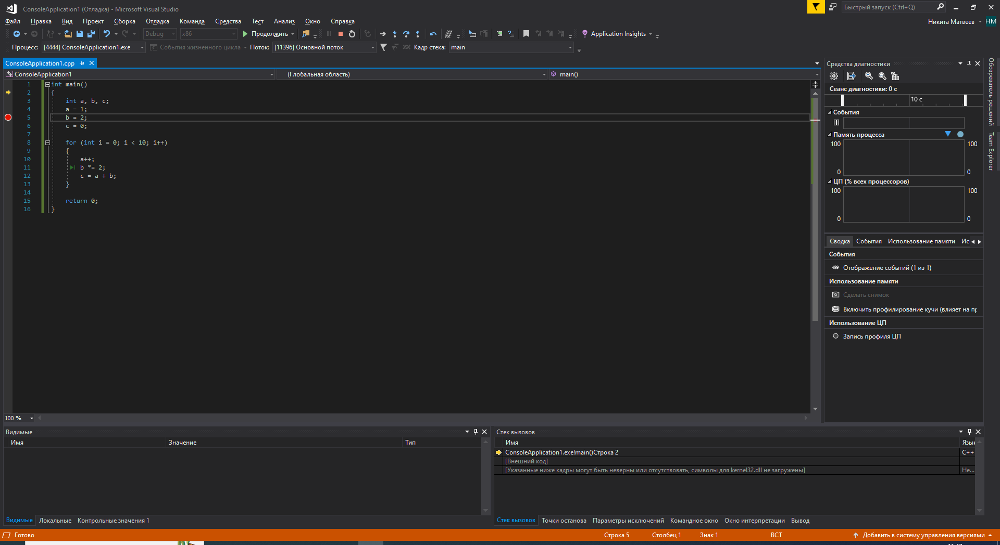 ConsoleApplication1 (Отладка) - Microsoft Visual Studio
Быстрый запуск (Ctrl+Q)
Файл Правка Вид Проект Сборка Отладка Команда Средства Тест Анализ Окно Справка
Никита Матвеев НМ
Debug x86 Продолжить Application Insights
Процесс: [4444] ConsoleApplication1.exe События жизненного цикла Поток: [11396] Основной поток Кадр стека: main
ConsoleApplication1.cpp
ConsoleApplication1 (Глобальная область) main()
1 int main()
2 {
3 int a, b, c;
4 a = 1;
5 b = 2;
6 c = 0;
7
8 for (int i = 0; i < 10; i++)
9 {
10 a++;
11 b *= 2;
12 c = a + b;
13 }
14
15 return 0;
16 }
100 %
Средства диагностики
Сеанс диагностики: 0 с
10 с
События
Память процесса
100 100
0 0
ЦП (% всех процессоров)
100 100
0 0
Сводка События Использование памяти Ис
События
Отображение событий (1 из 1)
Использование памяти
Сделать снимок
Включить профилирование кучи (влияет на пр
Использование ЦП
Запись профиля ЦП
Обозреватель решений
Team Explorer
Видимые
Имя Значение Тип
Видимые Локальные Контрольные значения 1
Стек вызовов
Имя Язык
ConsoleApplication1.exe!main()Строка 2 C++
[Внешний код]
[Указанные ниже кадры могут быть неверны или отсутствовать, символы для kernel32.dll не загружены] Не...
Стек вызовов Точки останова Параметры исключений Командное окно Окно интерпретации Вывод
Готово Строка 5 Столбец 1 Знак 1 ВСТ Добавить в систему управления версиями